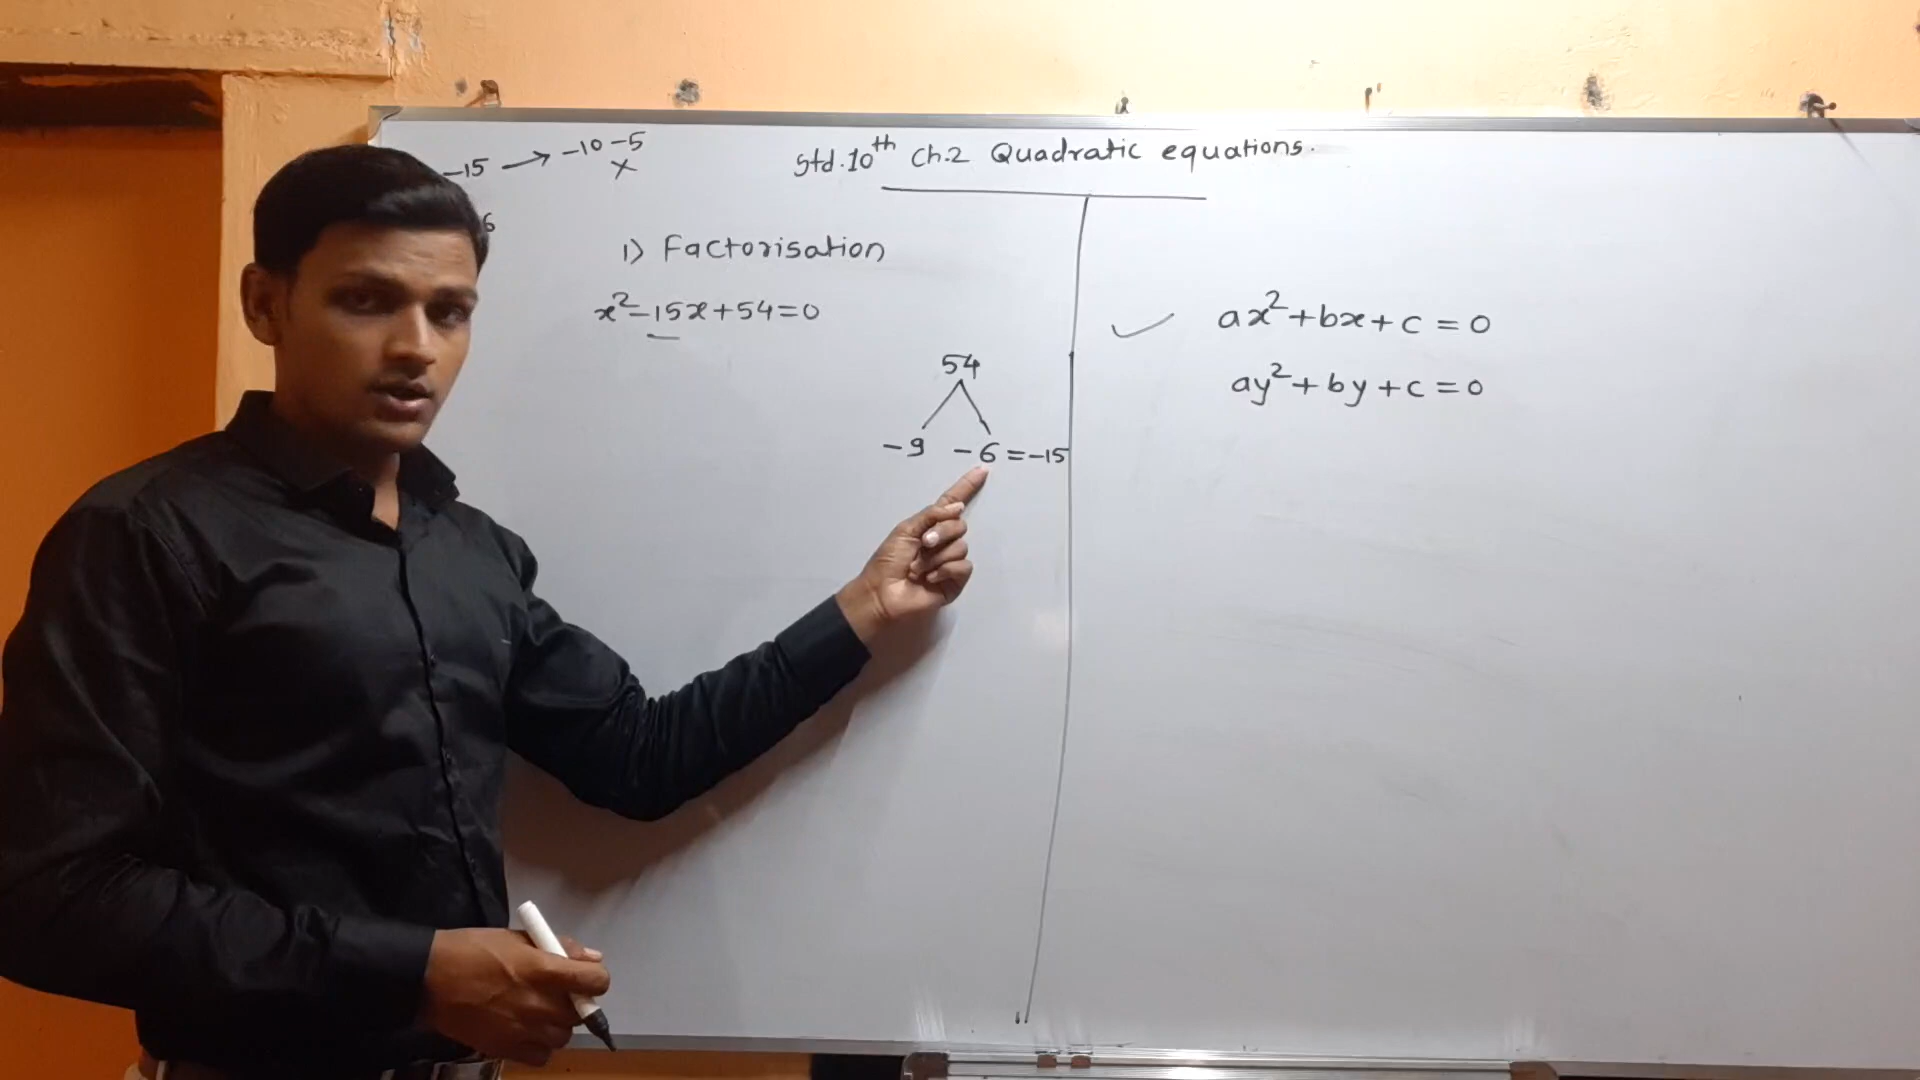 Std.10th Ch.2 Quadratic equations.
-15 → -10 -5
×
6
1) Factorisation
x²-15x+54=0
54
-9 -6=-15
✓ ax²+bx+c=0
ay²+by+c=0